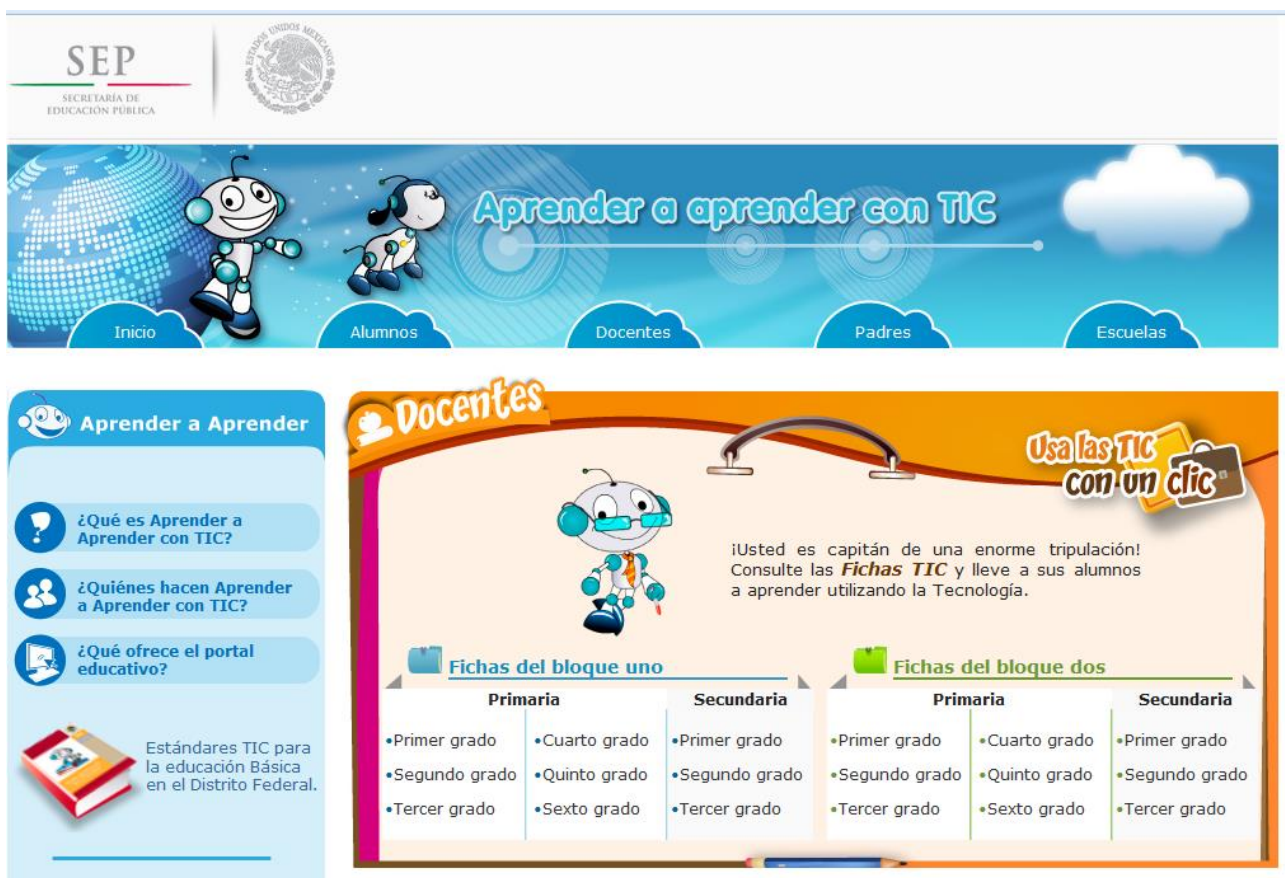 SEP
SECRETARÍA DE
EDUCACIÓN PÚBLICA
ESTADOS UNIDOS MEXICANOS
Aprender a aprender con TIC
Inicio
Alumnos
Docentes
Padres
Escuelas
Aprender a Aprender
¿Qué es Aprender a
Aprender con TIC?
¿Quiénes hacen Aprender
a Aprender con TIC?
¿Qué ofrece el portal
educativo?
Estándares TIC para
la educación Básica
en el Distrito Federal.
Docentes
Usa las TIC
con un clic
¡Usted es capitán de una enorme tripulación!
Consulte las Fichas TIC y lleve a sus alumnos
a aprender utilizando la Tecnología.
Fichas del bloque uno
Primaria Secundaria
•Primer grado •Cuarto grado •Primer grado
•Segundo grado •Quinto grado •Segundo grado
•Tercer grado •Sexto grado •Tercer grado
Fichas del bloque dos
Primaria Secundaria
•Primer grado •Cuarto grado •Primer grado
•Segundo grado •Quinto grado •Segundo grado
•Tercer grado •Sexto grado •Tercer grado